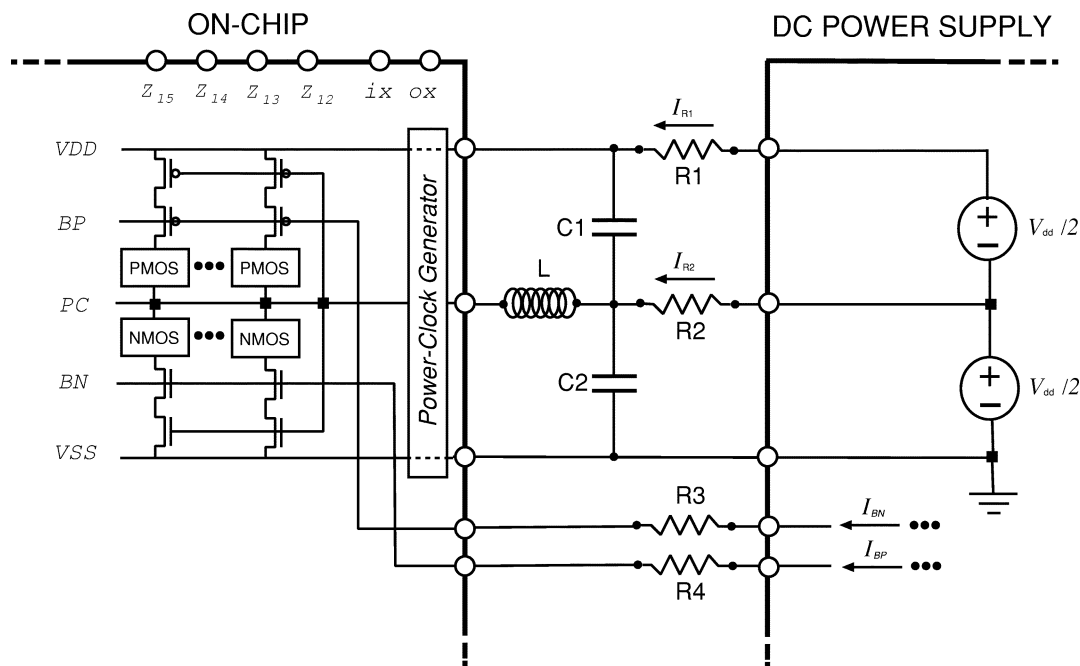 ON-CHIP
DC POWER SUPPLY
Z15 Z14 Z13 Z12 ix ox
IR1
VDD
R1
BP
C1
Vdd /2
PMOS ••• PMOS
L
IR2
PC
R2
NMOS ••• NMOS
Power-Clock Generator
BN
C2
Vdd /2
VSS
R3
IBN •••
IBP •••
R4